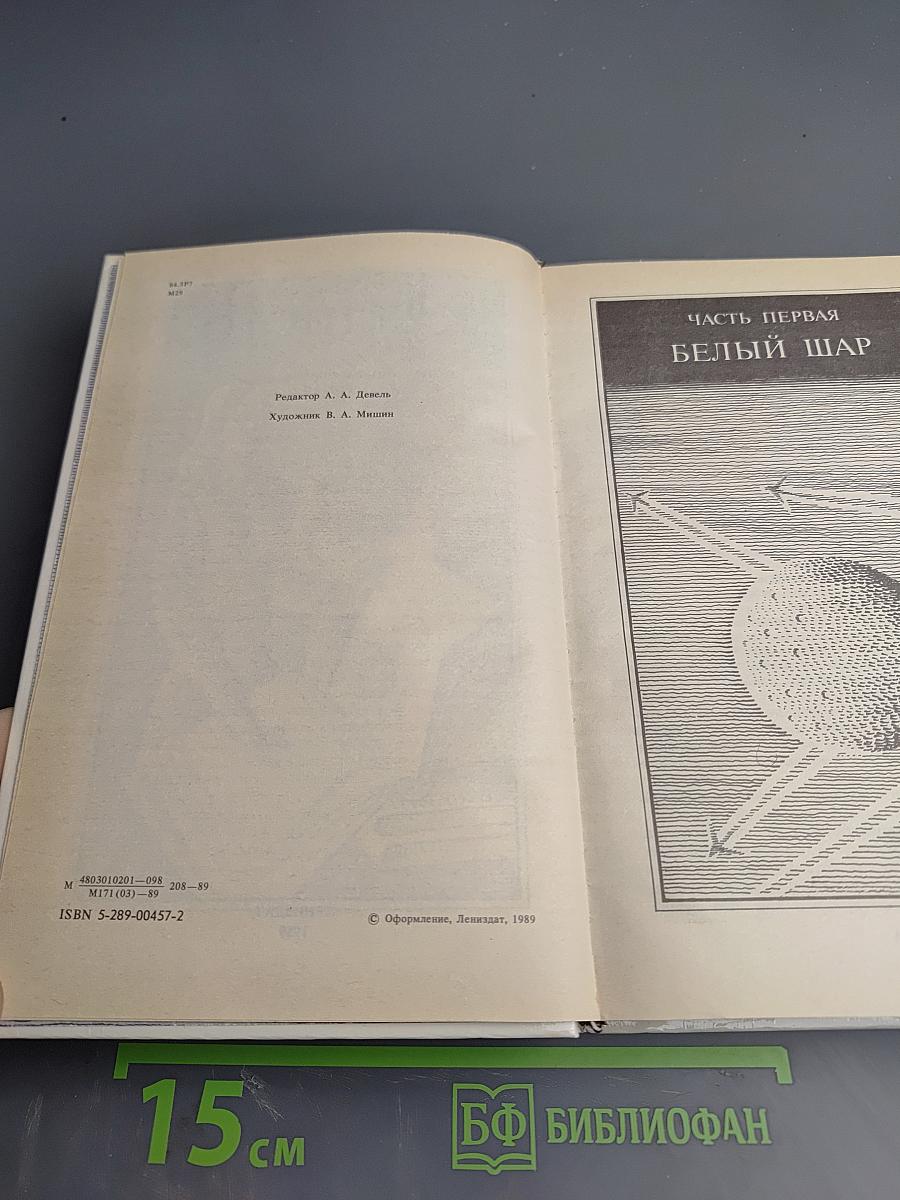 84.3Р7
М29
Редактор А. А. Девель
Художник В. А. Мишин
М 4803010201—098 208—89
М171(03)—89
ISBN 5-289-00457-2
© Оформление, Лениздат, 1989
ЧАСТЬ ПЕРВАЯ
БЕЛЫЙ ШАР
15 см
БФ БИБЛИОФАН